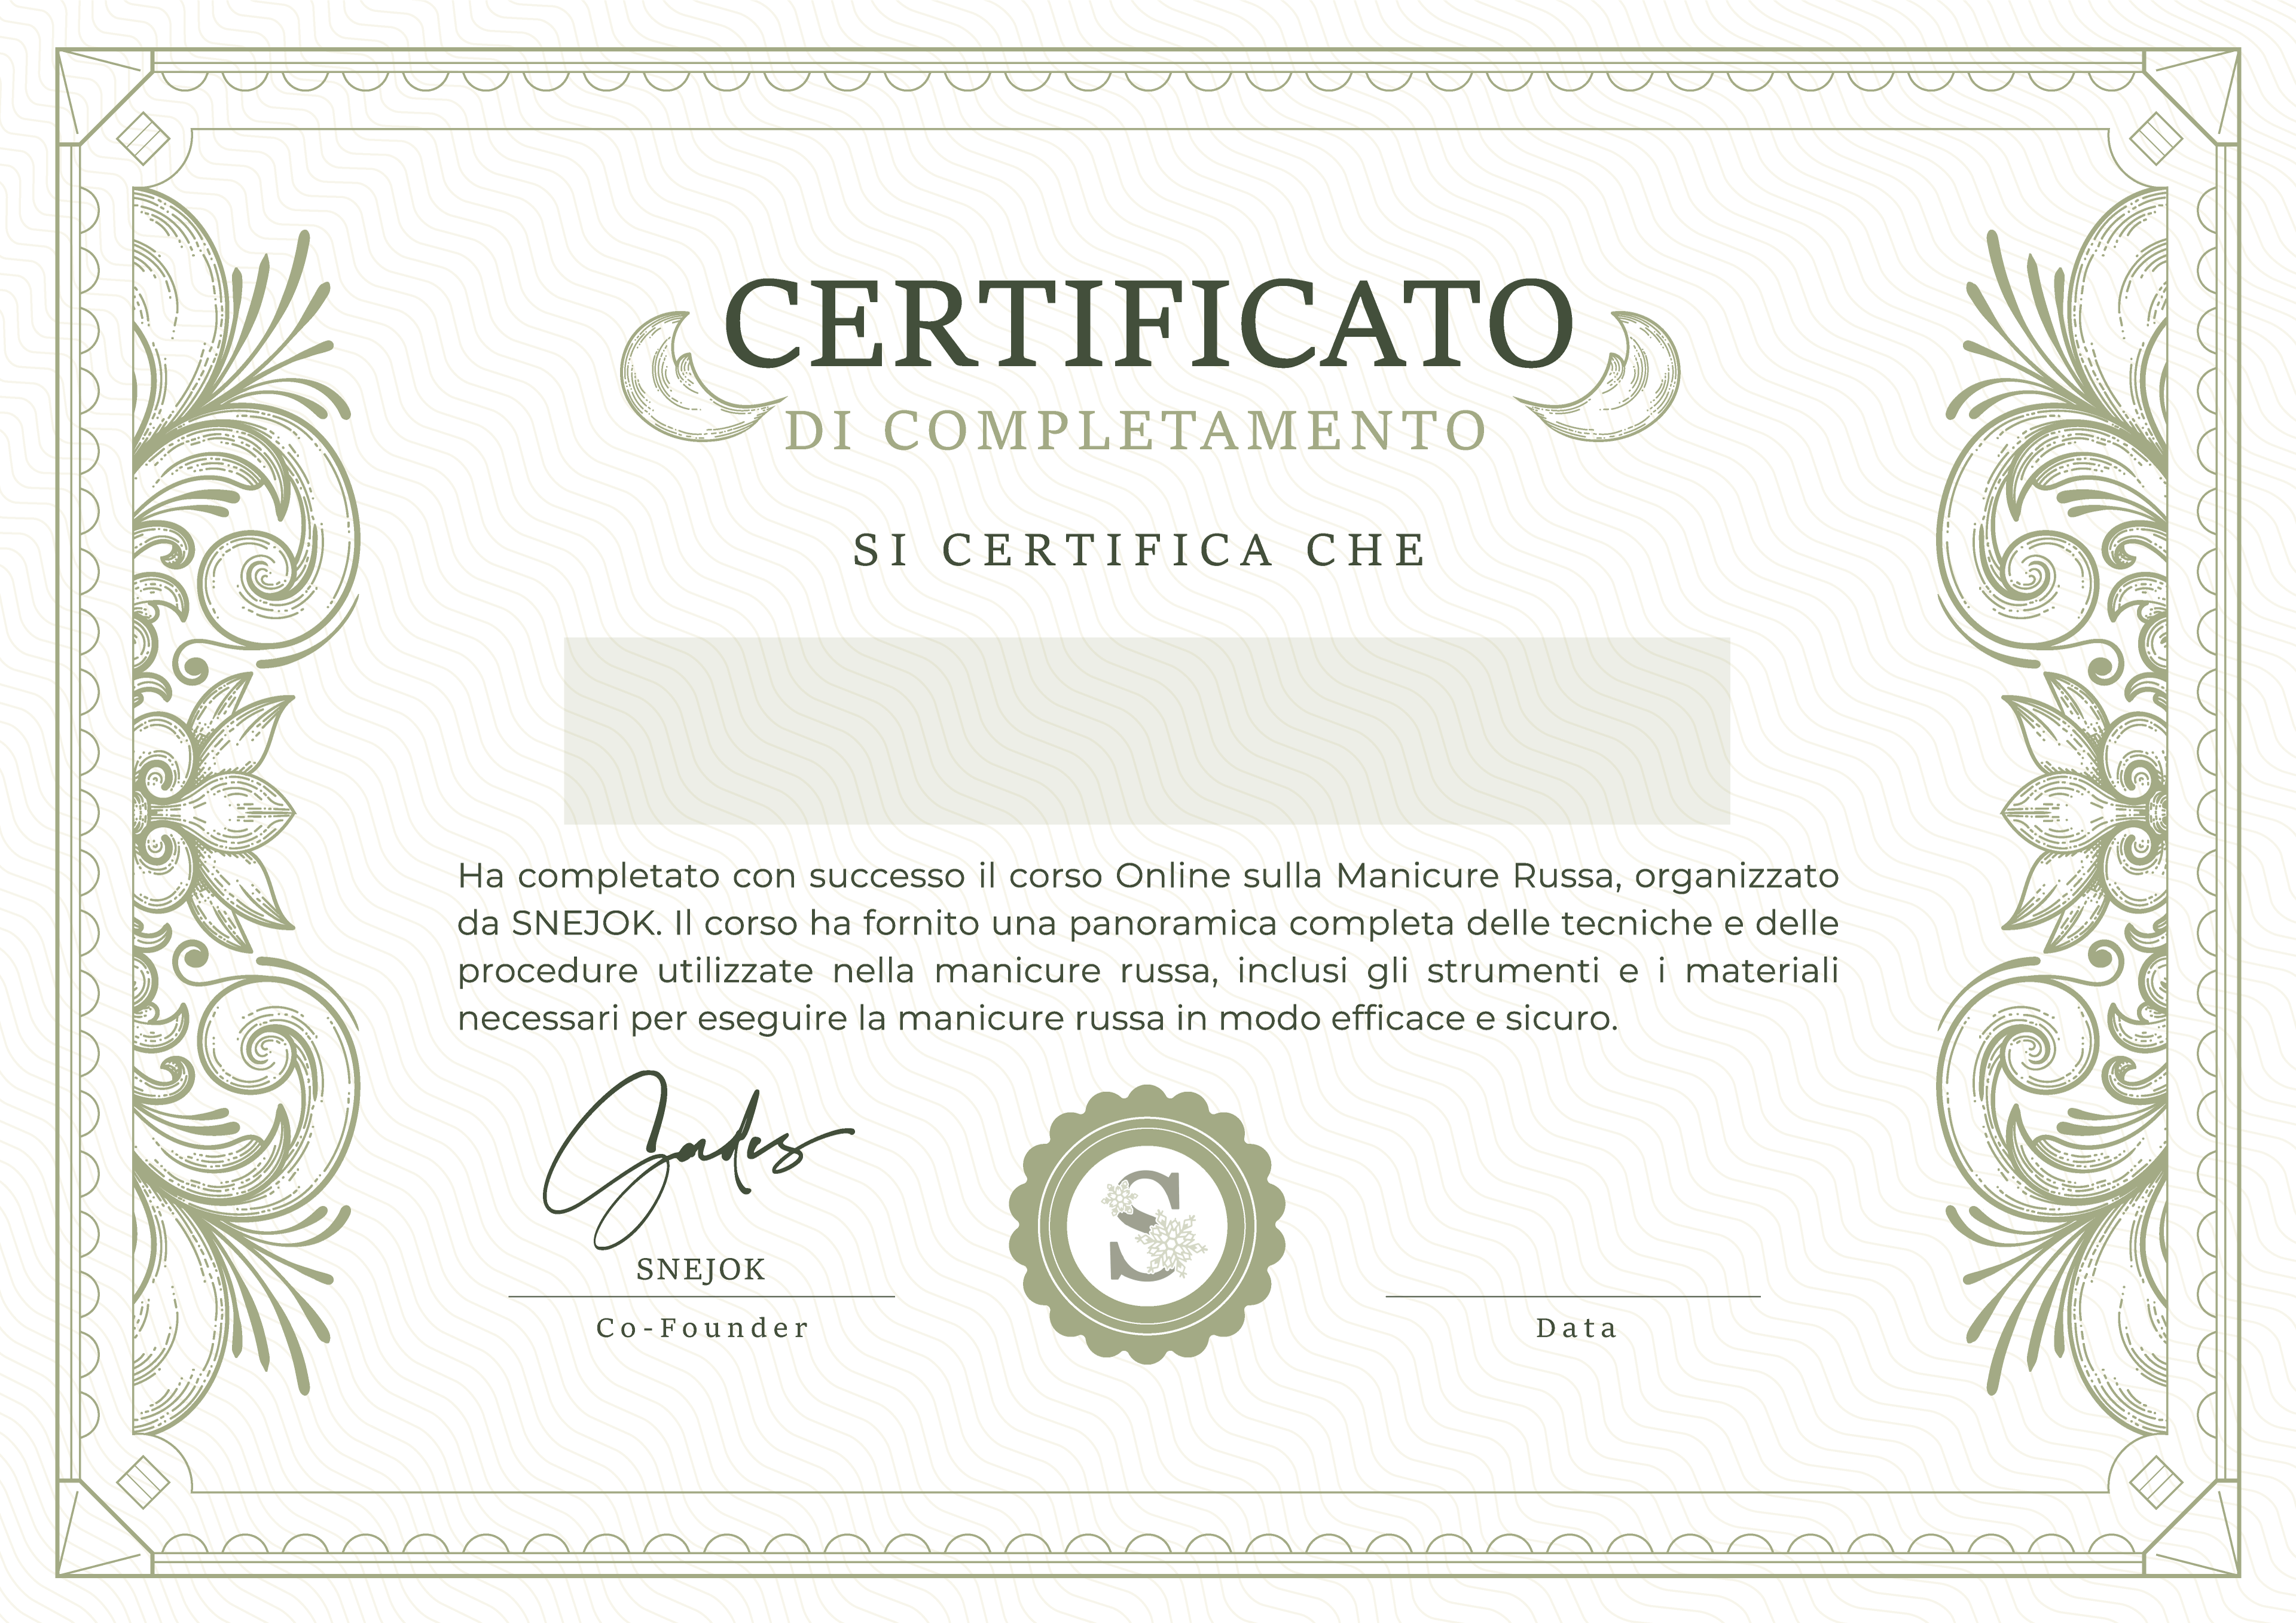 CERTIFICATO
DI COMPLETAMENTO
SI CERTIFICA CHE
Ha completato con successo il corso Online sulla Manicure Russa, organizzato
da SNEJOK. Il corso ha fornito una panoramica completa delle tecniche e delle
procedure utilizzate nella manicure russa, inclusi gli strumenti e i materiali
necessari per eseguire la manicure russa in modo efficace e sicuro.
S
SNEJOK
Co-Founder
Data